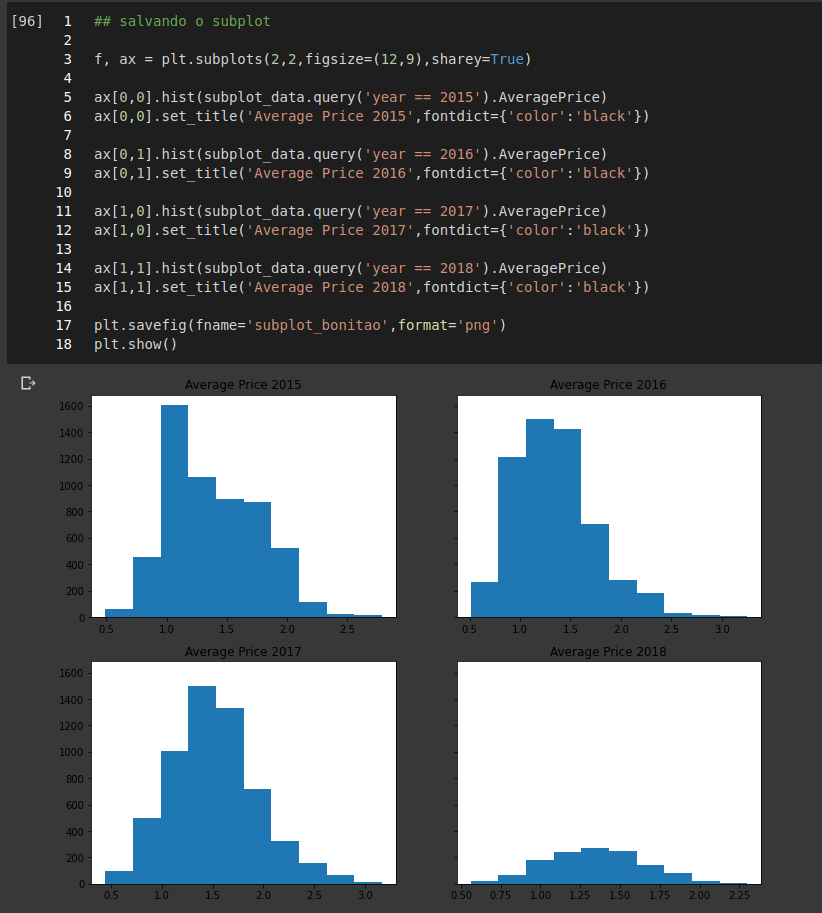 [96] 1 ## salvando o subplot
2
3 f, ax = plt.subplots(2,2,figsize=(12,9),sharey=True)
4
5 ax[0,0].hist(subplot_data.query('year == 2015').AveragePrice)
6 ax[0,0].set_title('Average Price 2015',fontdict={'color':'black'})
7
8 ax[0,1].hist(subplot_data.query('year == 2016').AveragePrice)
9 ax[0,1].set_title('Average Price 2016',fontdict={'color':'black'})
10
11 ax[1,0].hist(subplot_data.query('year == 2017').AveragePrice)
12 ax[1,0].set_title('Average Price 2017',fontdict={'color':'black'})
13
14 ax[1,1].hist(subplot_data.query('year == 2018').AveragePrice)
15 ax[1,1].set_title('Average Price 2018',fontdict={'color':'black'})
16
17 plt.savefig(fname='subplot_bonitao',format='png')
18 plt.show()
Average Price 2015
1600
1400
1200
1000
800
600
400
200
0
0.5 1.0 1.5 2.0 2.5
Average Price 2016
0.5 1.0 1.5 2.0 2.5 3.0
Average Price 2017
1600
1400
1200
1000
800
600
400
200
0
0.5 1.0 1.5 2.0 2.5 3.0
Average Price 2018
0.50 0.75 1.00 1.25 1.50 1.75 2.00 2.25